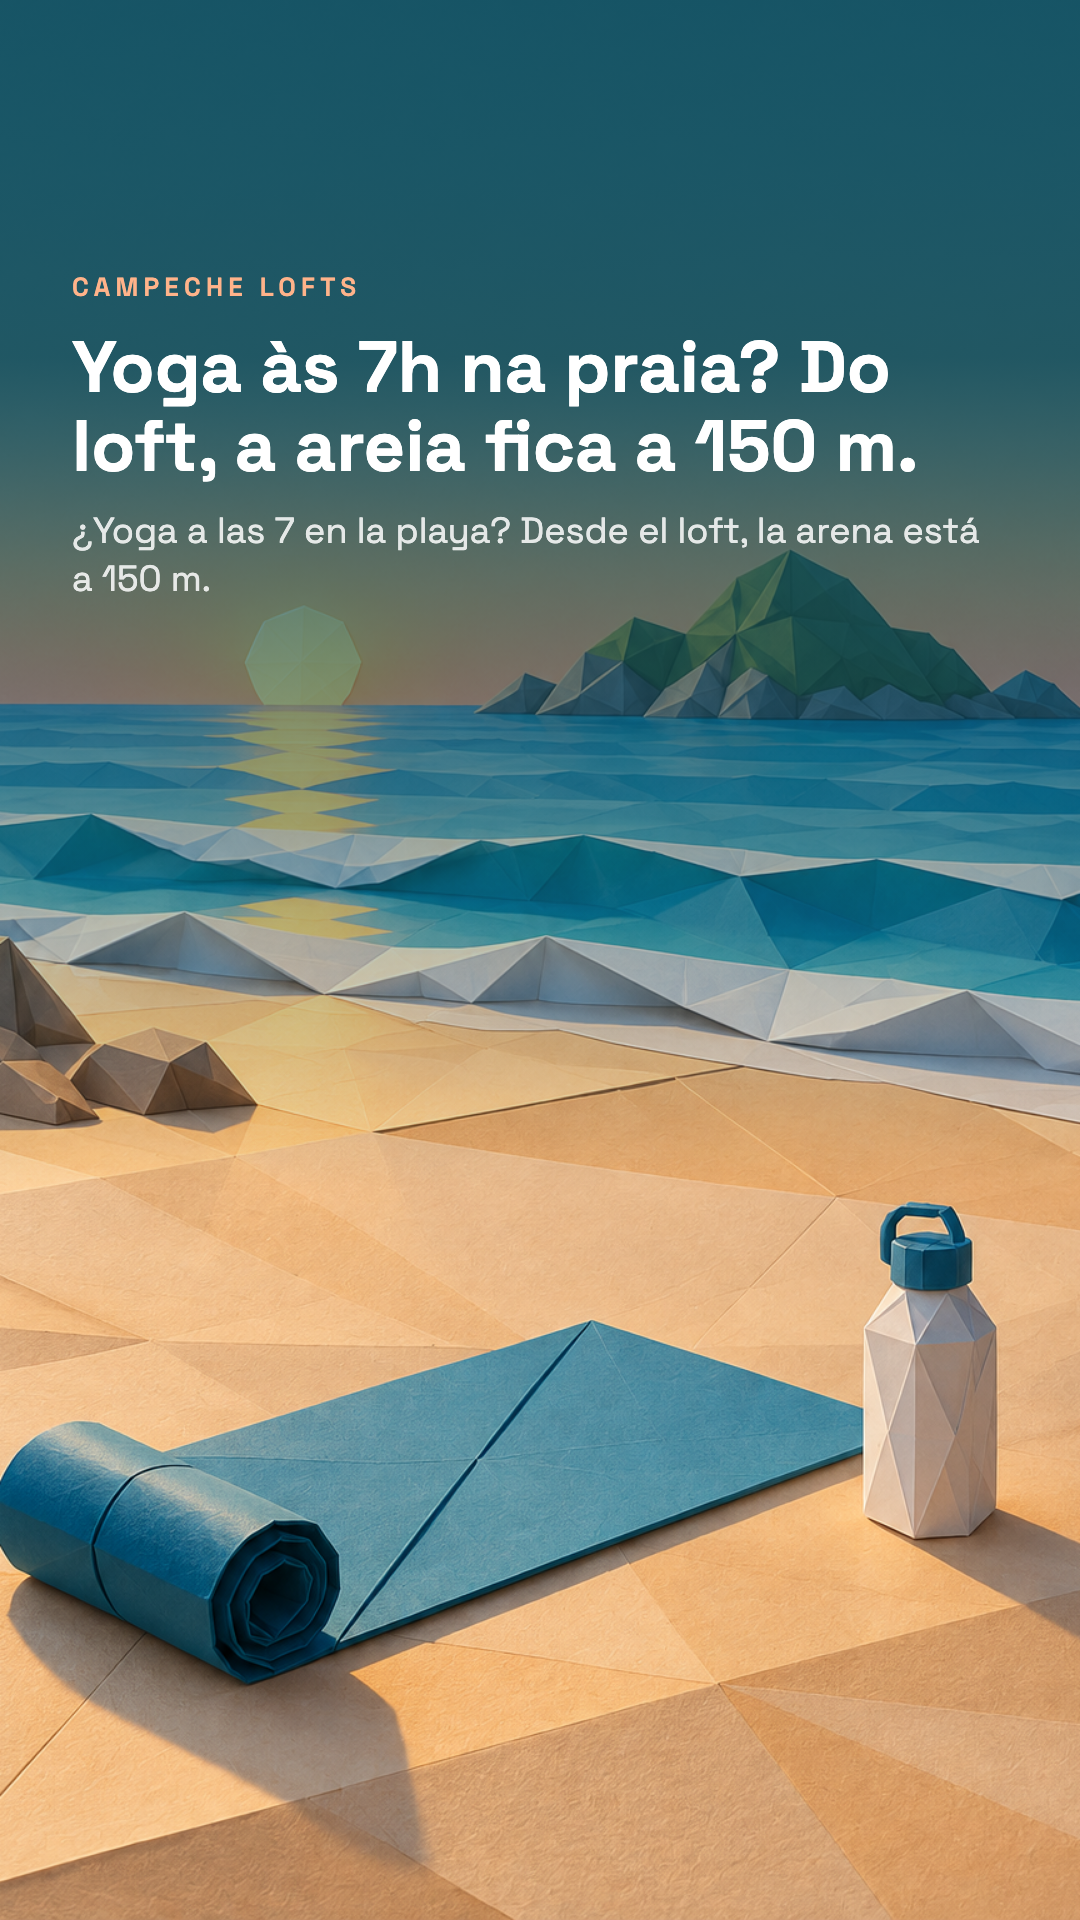 CAMPECHE LOFTS
Yoga às 7h na praia? Do
loft, a areia fica a 150 m.
¿Yoga a las 7 en la playa? Desde el loft, la arena está
a 150 m.